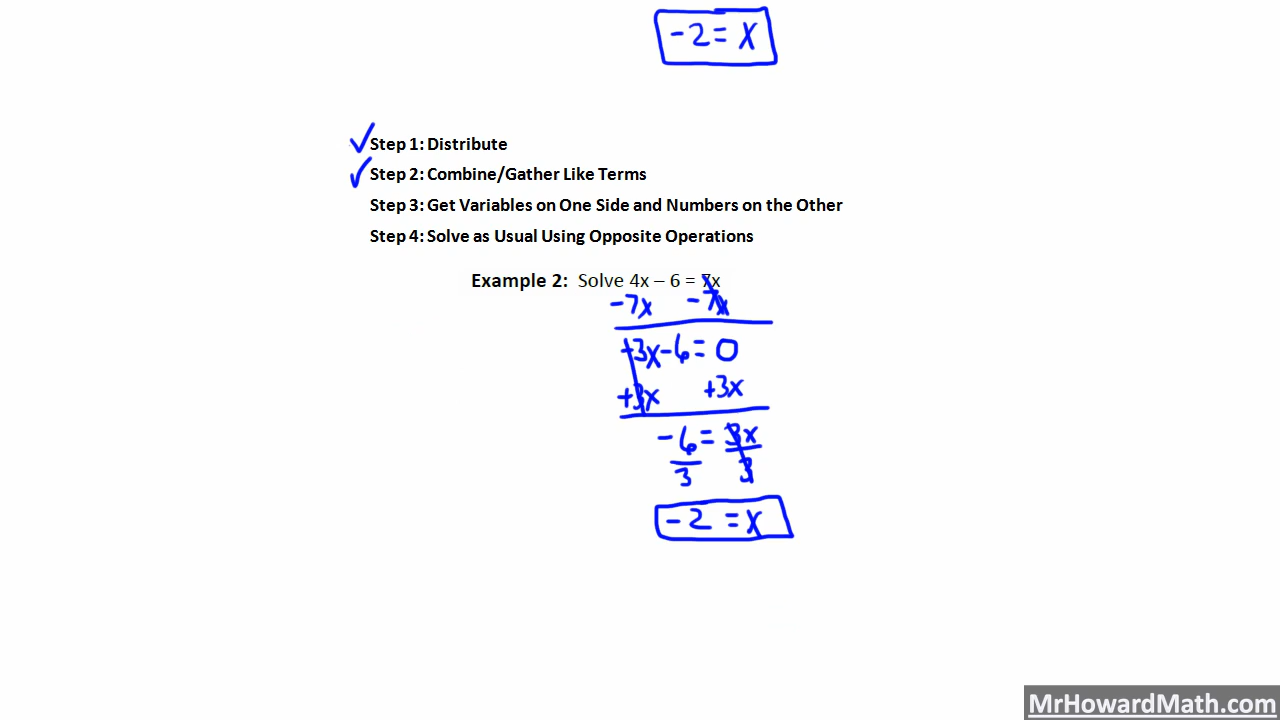 -2 = x
✓ Step 1: Distribute
✓ Step 2: Combine/Gather Like Terms
Step 3: Get Variables on One Side and Numbers on the Other
Step 4: Solve as Usual Using Opposite Operations
Example 2: Solve 4x – 6 = 7x
-7x -7x
+3x-6 = 0
+3x +3x
-6 = 3x
3 3
-2 = x
MrHowardMath.com